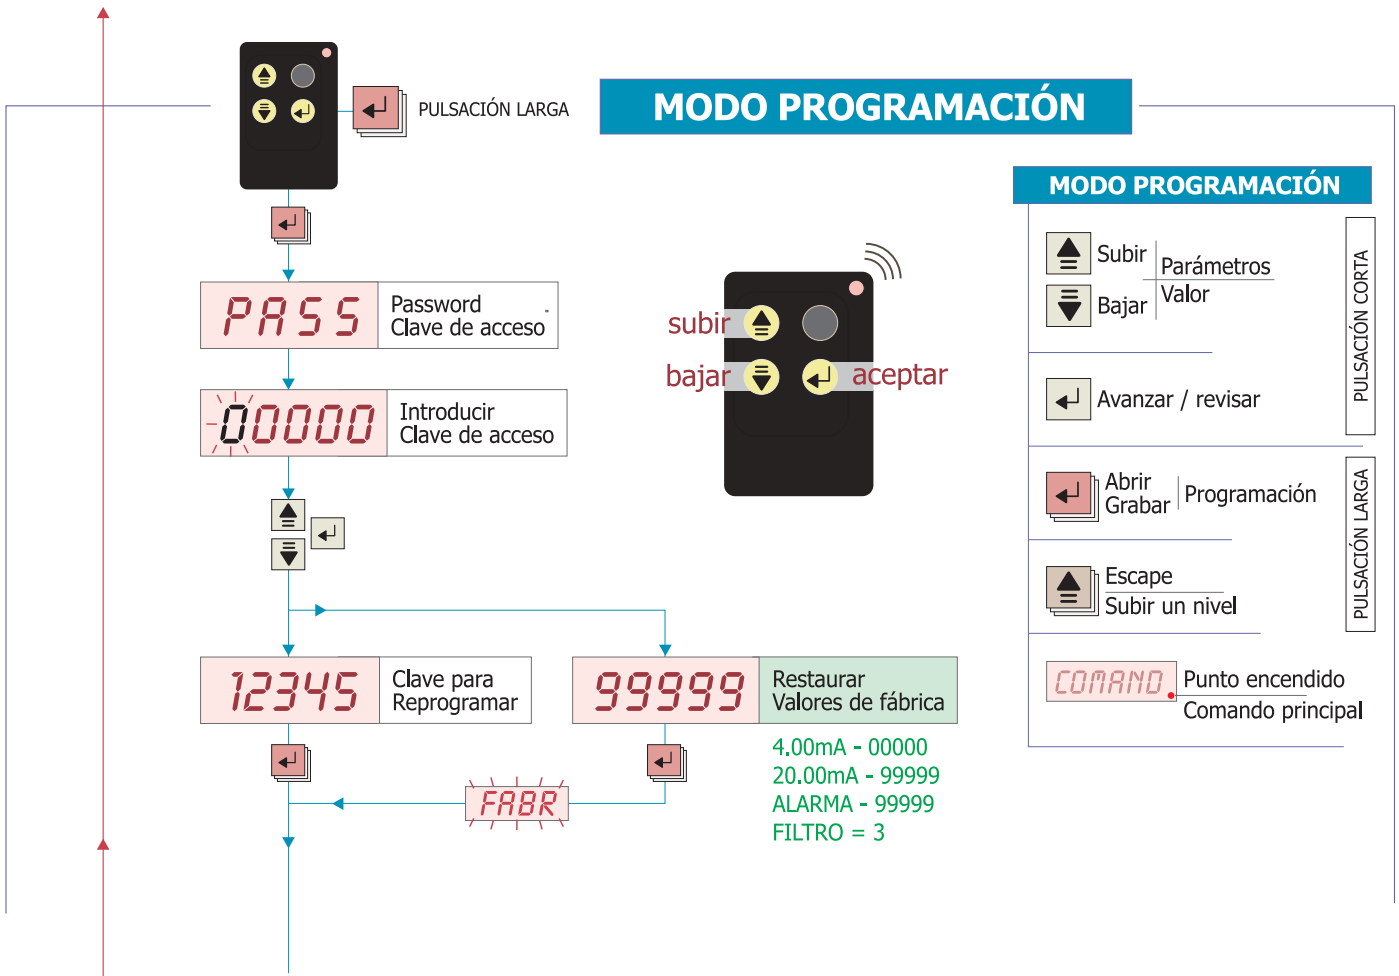 PULSACIÓN LARGA
MODO PROGRAMACIÓN
PASS
Password
Clave de acceso
00000
Introducir
Clave de acceso
12345
Clave para
Reprogramar
99999
Restaurar
Valores de fábrica
4.00mA - 00000
20.00mA - 99999
ALARMA - 99999
FILTRO = 3
FABR
subir
bajar
aceptar
MODO PROGRAMACIÓN
Subir
Bajar
Parámetros
Valor
Avanzar / revisar
PULSACIÓN CORTA
Abrir
Grabar
Programación
Escape
Subir un nivel
PULSACIÓN LARGA
COMAND.
Punto encendido
Comando principal